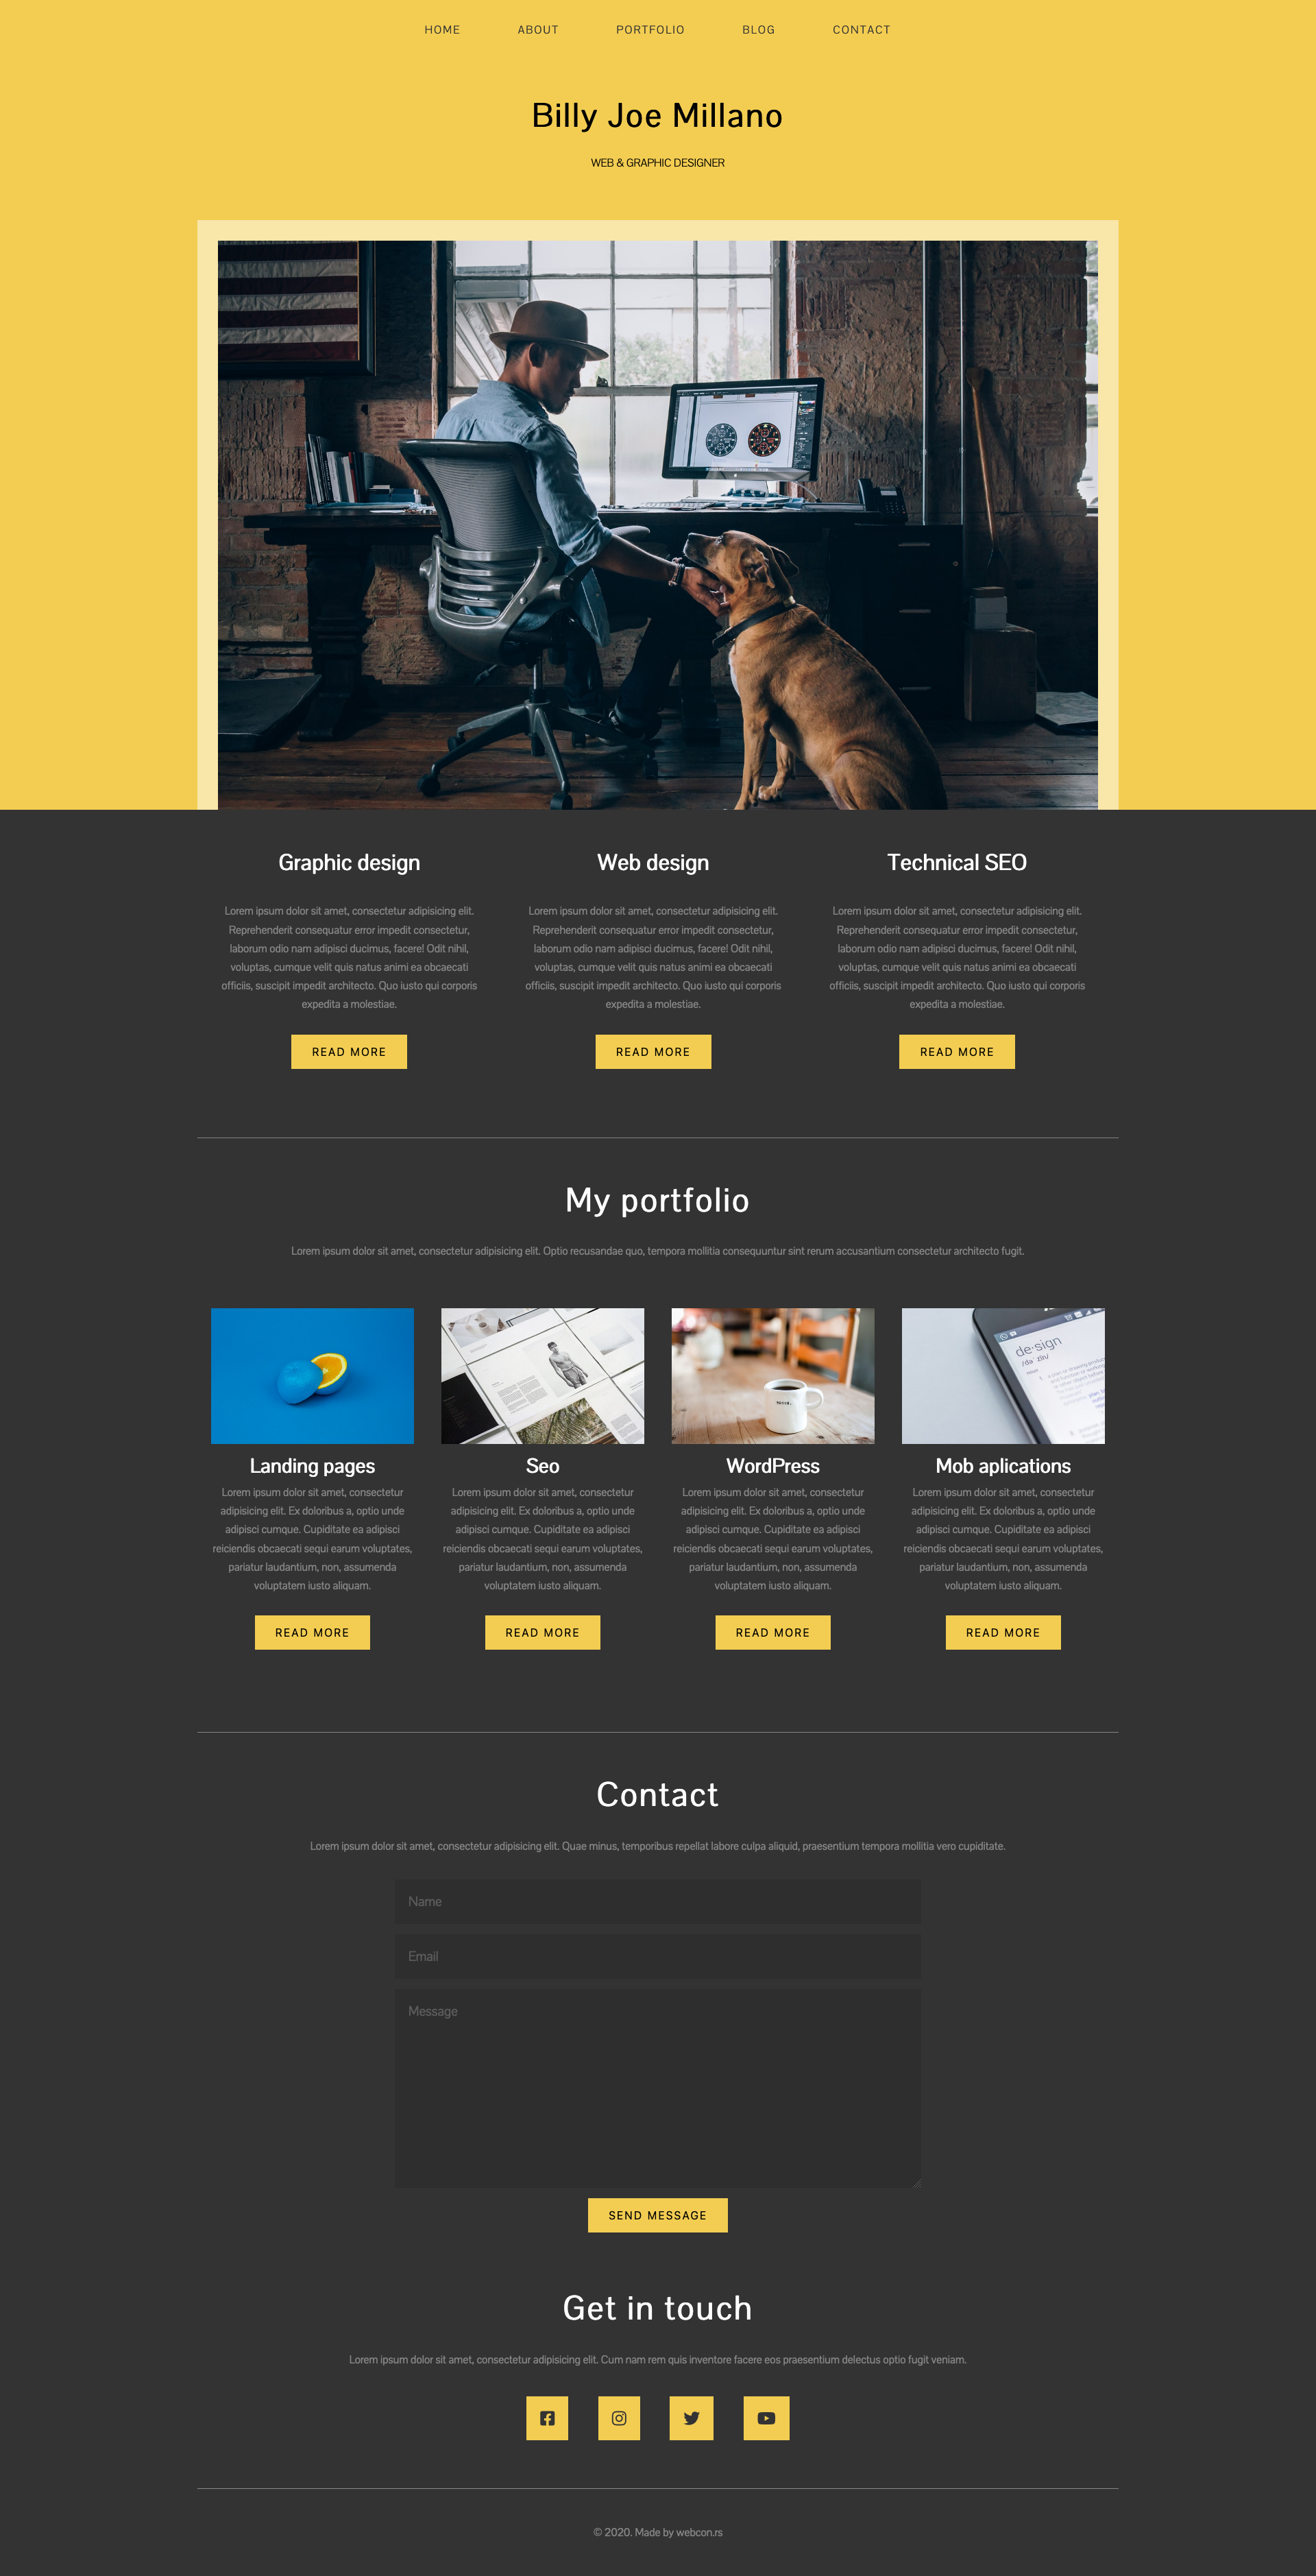 HOME ABOUT PORTFOLIO BLOG CONTACT
Billy Joe Millano
WEB & GRAPHIC DESIGNER
Graphic design
Lorem ipsum dolor sit amet, consectetur adipisicing elit.
Reprehenderit consequatur error impedit consectetur,
laborum odio nam adipisci ducimus, facere! Odit nihil,
voluptas, cumque velit quis natus animi ea obcaecati
officiis, suscipit impedit architecto. Quo iusto qui corporis
expedita a molestiae.
READ MORE
Web design
Lorem ipsum dolor sit amet, consectetur adipisicing elit.
Reprehenderit consequatur error impedit consectetur,
laborum odio nam adipisci ducimus, facere! Odit nihil,
voluptas, cumque velit quis natus animi ea obcaecati
officiis, suscipit impedit architecto. Quo iusto qui corporis
expedita a molestiae.
READ MORE
Technical SEO
Lorem ipsum dolor sit amet, consectetur adipisicing elit.
Reprehenderit consequatur error impedit consectetur,
laborum odio nam adipisci ducimus, facere! Odit nihil,
voluptas, cumque velit quis natus animi ea obcaecati
officiis, suscipit impedit architecto. Quo iusto qui corporis
expedita a molestiae.
READ MORE
My portfolio
Lorem ipsum dolor sit amet, consectetur adipisicing elit. Optio recusandae quo, tempora mollitia consequuntur sint rerum accusantium consectetur architecto fugit.
Landing pages
Lorem ipsum dolor sit amet, consectetur
adipisicing elit. Ex doloribus a, optio unde
adipisci cumque. Cupiditate ea adipisci
reiciendis obcaecati sequi earum voluptates,
pariatur laudantium, non, assumenda
voluptatem iusto aliquam.
READ MORE
Seo
Lorem ipsum dolor sit amet, consectetur
adipisicing elit. Ex doloribus a, optio unde
adipisci cumque. Cupiditate ea adipisci
reiciendis obcaecati sequi earum voluptates,
pariatur laudantium, non, assumenda
voluptatem iusto aliquam.
READ MORE
WordPress
Lorem ipsum dolor sit amet, consectetur
adipisicing elit. Ex doloribus a, optio unde
adipisci cumque. Cupiditate ea adipisci
reiciendis obcaecati sequi earum voluptates,
pariatur laudantium, non, assumenda
voluptatem iusto aliquam.
READ MORE
de·sign
Mob aplications
Lorem ipsum dolor sit amet, consectetur
adipisicing elit. Ex doloribus a, optio unde
adipisci cumque. Cupiditate ea adipisci
reiciendis obcaecati sequi earum voluptates,
pariatur laudantium, non, assumenda
voluptatem iusto aliquam.
READ MORE
Contact
Lorem ipsum dolor sit amet, consectetur adipisicing elit. Quae minus, temporibus repellat labore culpa aliquid, praesentium tempora mollitia vero cupiditate.
Name
Email
Message
SEND MESSAGE
Get in touch
Lorem ipsum dolor sit amet, consectetur adipisicing elit. Cum nam rem quis inventore facere eos praesentium delectus optio fugit veniam.
© 2020. Made by webcon.rs